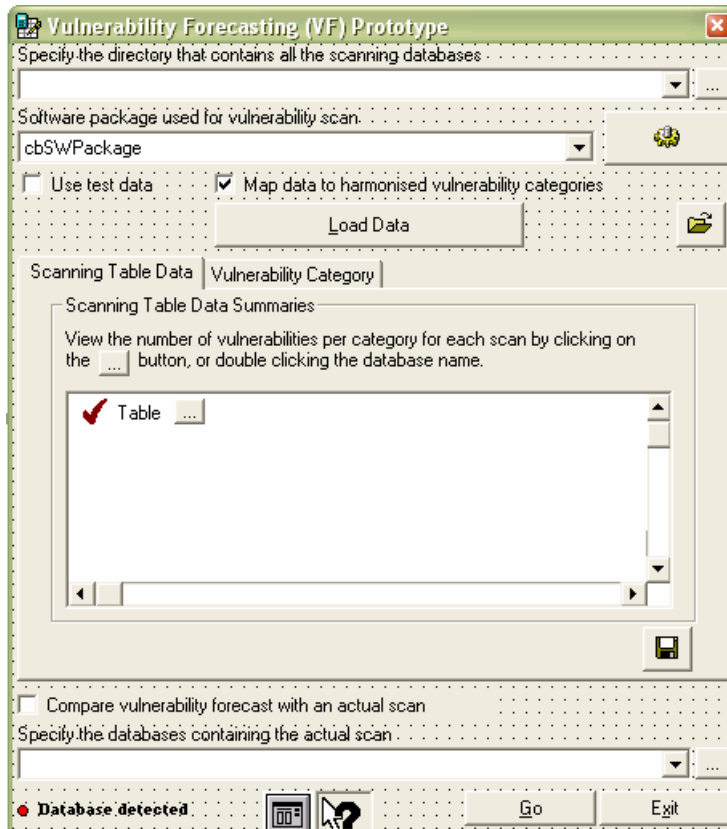 Vulnerability Forecasting (VF) Prototype
Specify the directory that contains all the scanning databases
...
Software package used for vulnerability scan
cbSWPackage
Use test data
Map data to harmonised vulnerability categories
Load Data
Scanning Table Data
Vulnerability Category
Scanning Table Data Summaries
View the number of vulnerabilities per category for each scan by clicking on
the ... button, or double clicking the database name.
Table ...
Compare vulnerability forecast with an actual scan
Specify the databases containing the actual scan
...
Database detected
Go
Exit